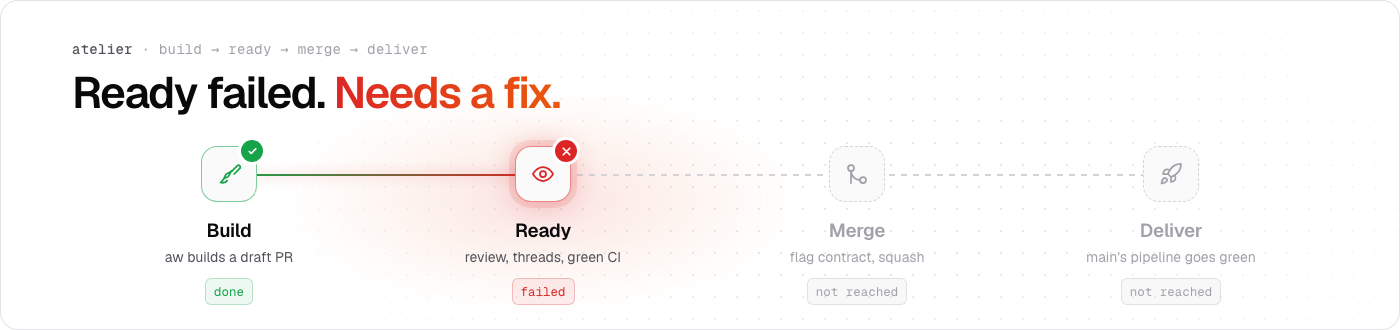 atelier · build → ready → merge → deliver
Ready failed. Needs a fix.
Build
aw builds a draft PR
done
Ready
review, threads, green CI
failed
Merge
flag contract, squash
not reached
Deliver
main's pipeline goes green
not reached